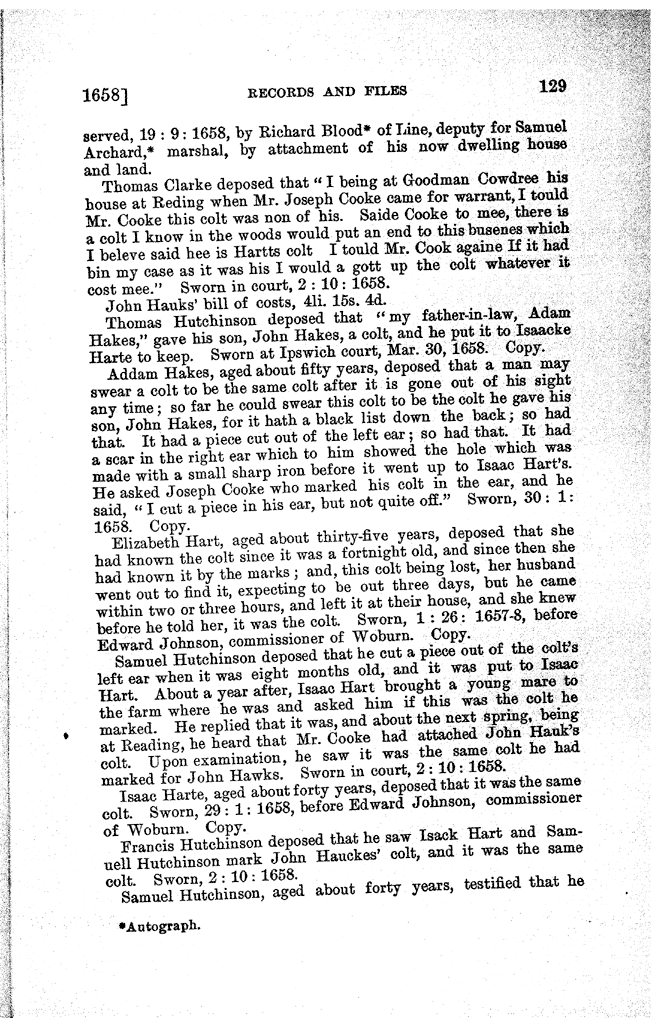 1658] RECORDS AND FILES 129
served, 19 : 9 : 1658, by Richard Blood* of Line, deputy for Samuel
Archard,* marshal, by attachment of his now dwelling house
and land.
Thomas Clarke deposed that "I being at Goodman Cowdree his
house at Reding when Mr. Joseph Cooke came for warrant, I tould
Mr. Cooke this colt was non of his. Saide Cooke to mee, there is
a colt I know in the woods would put an end to this busenes which
I beleve said hee is Hartts colt I tould Mr. Cook againe If it had
bin my case as it was his I would a gott up the colt whatever it
cost mee." Sworn in court, 2 : 10 : 1658.
John Hauks' bill of costs, 4li. 15s. 4d.
Thomas Hutchinson deposed that "my father-in-law, Adam
Hakes," gave his son, John Hakes, a colt, and he put it to Isaacke
Harte to keep. Sworn at Ipswich court, Mar. 30, 1658. Copy.
Addam Hakes, aged about fifty years, deposed that a man may
swear a colt to be the same colt after it is gone out of his sight
any time; so far he could swear this colt to be the colt he gave his
son, John Hakes, for it hath a black list down the back; so had
that. It had a piece cut out of the left ear; so had that. It had
a scar in the right ear which to him showed the hole which was
made with a small sharp iron before it went up to Isaac Hart's.
He asked Joseph Cooke who marked his colt in the ear, and he
said, "I cut a piece in his ear, but not quite off." Sworn, 30 : 1 :
1658. Copy.
Elizabeth Hart, aged about thirty-five years, deposed that she
had known the colt since it was a fortnight old, and since then she
had known it by the marks; and, this colt being lost, her husband
went out to find it, expecting to be out three days, but he came
within two or three hours, and left it at their house, and she knew
before he told her, it was the colt. Sworn, 1 : 26 : 1657-8, before
Edward Johnson, commissioner of Woburn. Copy.
Samuel Hutchinson deposed that he cut a piece out of the colt's
left ear when it was eight months old, and it was put to Isaac
Hart. About a year after, Isaac Hart brought a young mare to
the farm where he was and asked him if this was the colt he
marked. He replied that it was, and about the next spring, being
at Reading, he heard that Mr. Cooke had attached John Hauk's
colt. Upon examination, he saw it was the same colt he had
marked for John Hawks. Sworn in court, 2 : 10 : 1658.
Isaac Harte, aged about forty years, deposed that it was the same
colt. Sworn, 29 : 1 : 1658, before Edward Johnson, commissioner
of Woburn. Copy.
Francis Hutchinson deposed that he saw Isack Hart and Sam-
uell Hutchinson mark John Hauckes' colt, and it was the same
colt. Sworn, 2 : 10 : 1658.
Samuel Hutchinson, aged about forty years, testified that he
*Autograph.